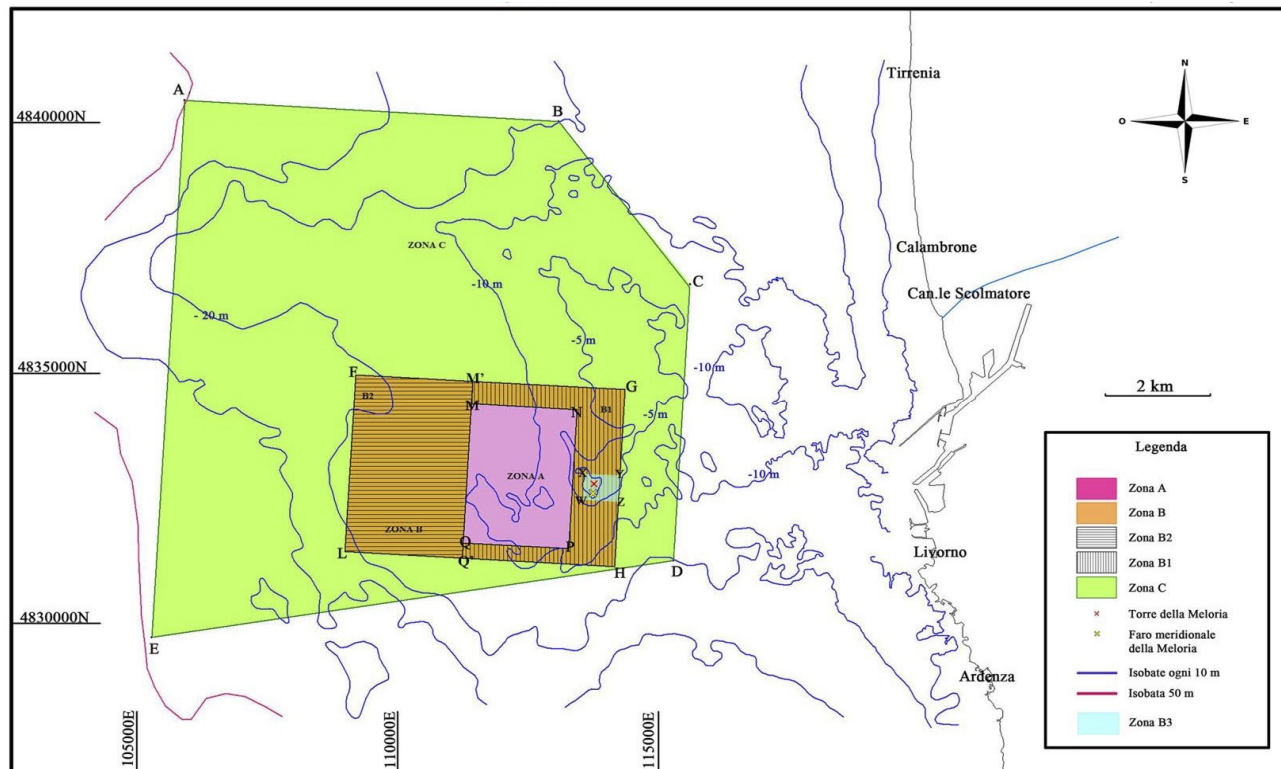 N
O
E
S
Tirrenia
A
B
4840000N
ZONA C
Calambrone
-10 m
C
Can.le Scolmatore
- 20 m
-5 m
-10 m
4835000N
F
M'
G
2 km
B2
M
N
B1
-5 m
Legenda
-10 m
X
Y
ZONA A
Zona A
W
Z
Zona B
ZONA B
Zona B2
Q
P
Livorno
Zona B1
L
Q'
H
D
Zona C
Torre della Meloria
4830000N
Faro meridionale
della Meloria
E
Isobate ogni 10 m
Ardenza
Isobata 50 m
Zona B3
105000E
110000E
115000E